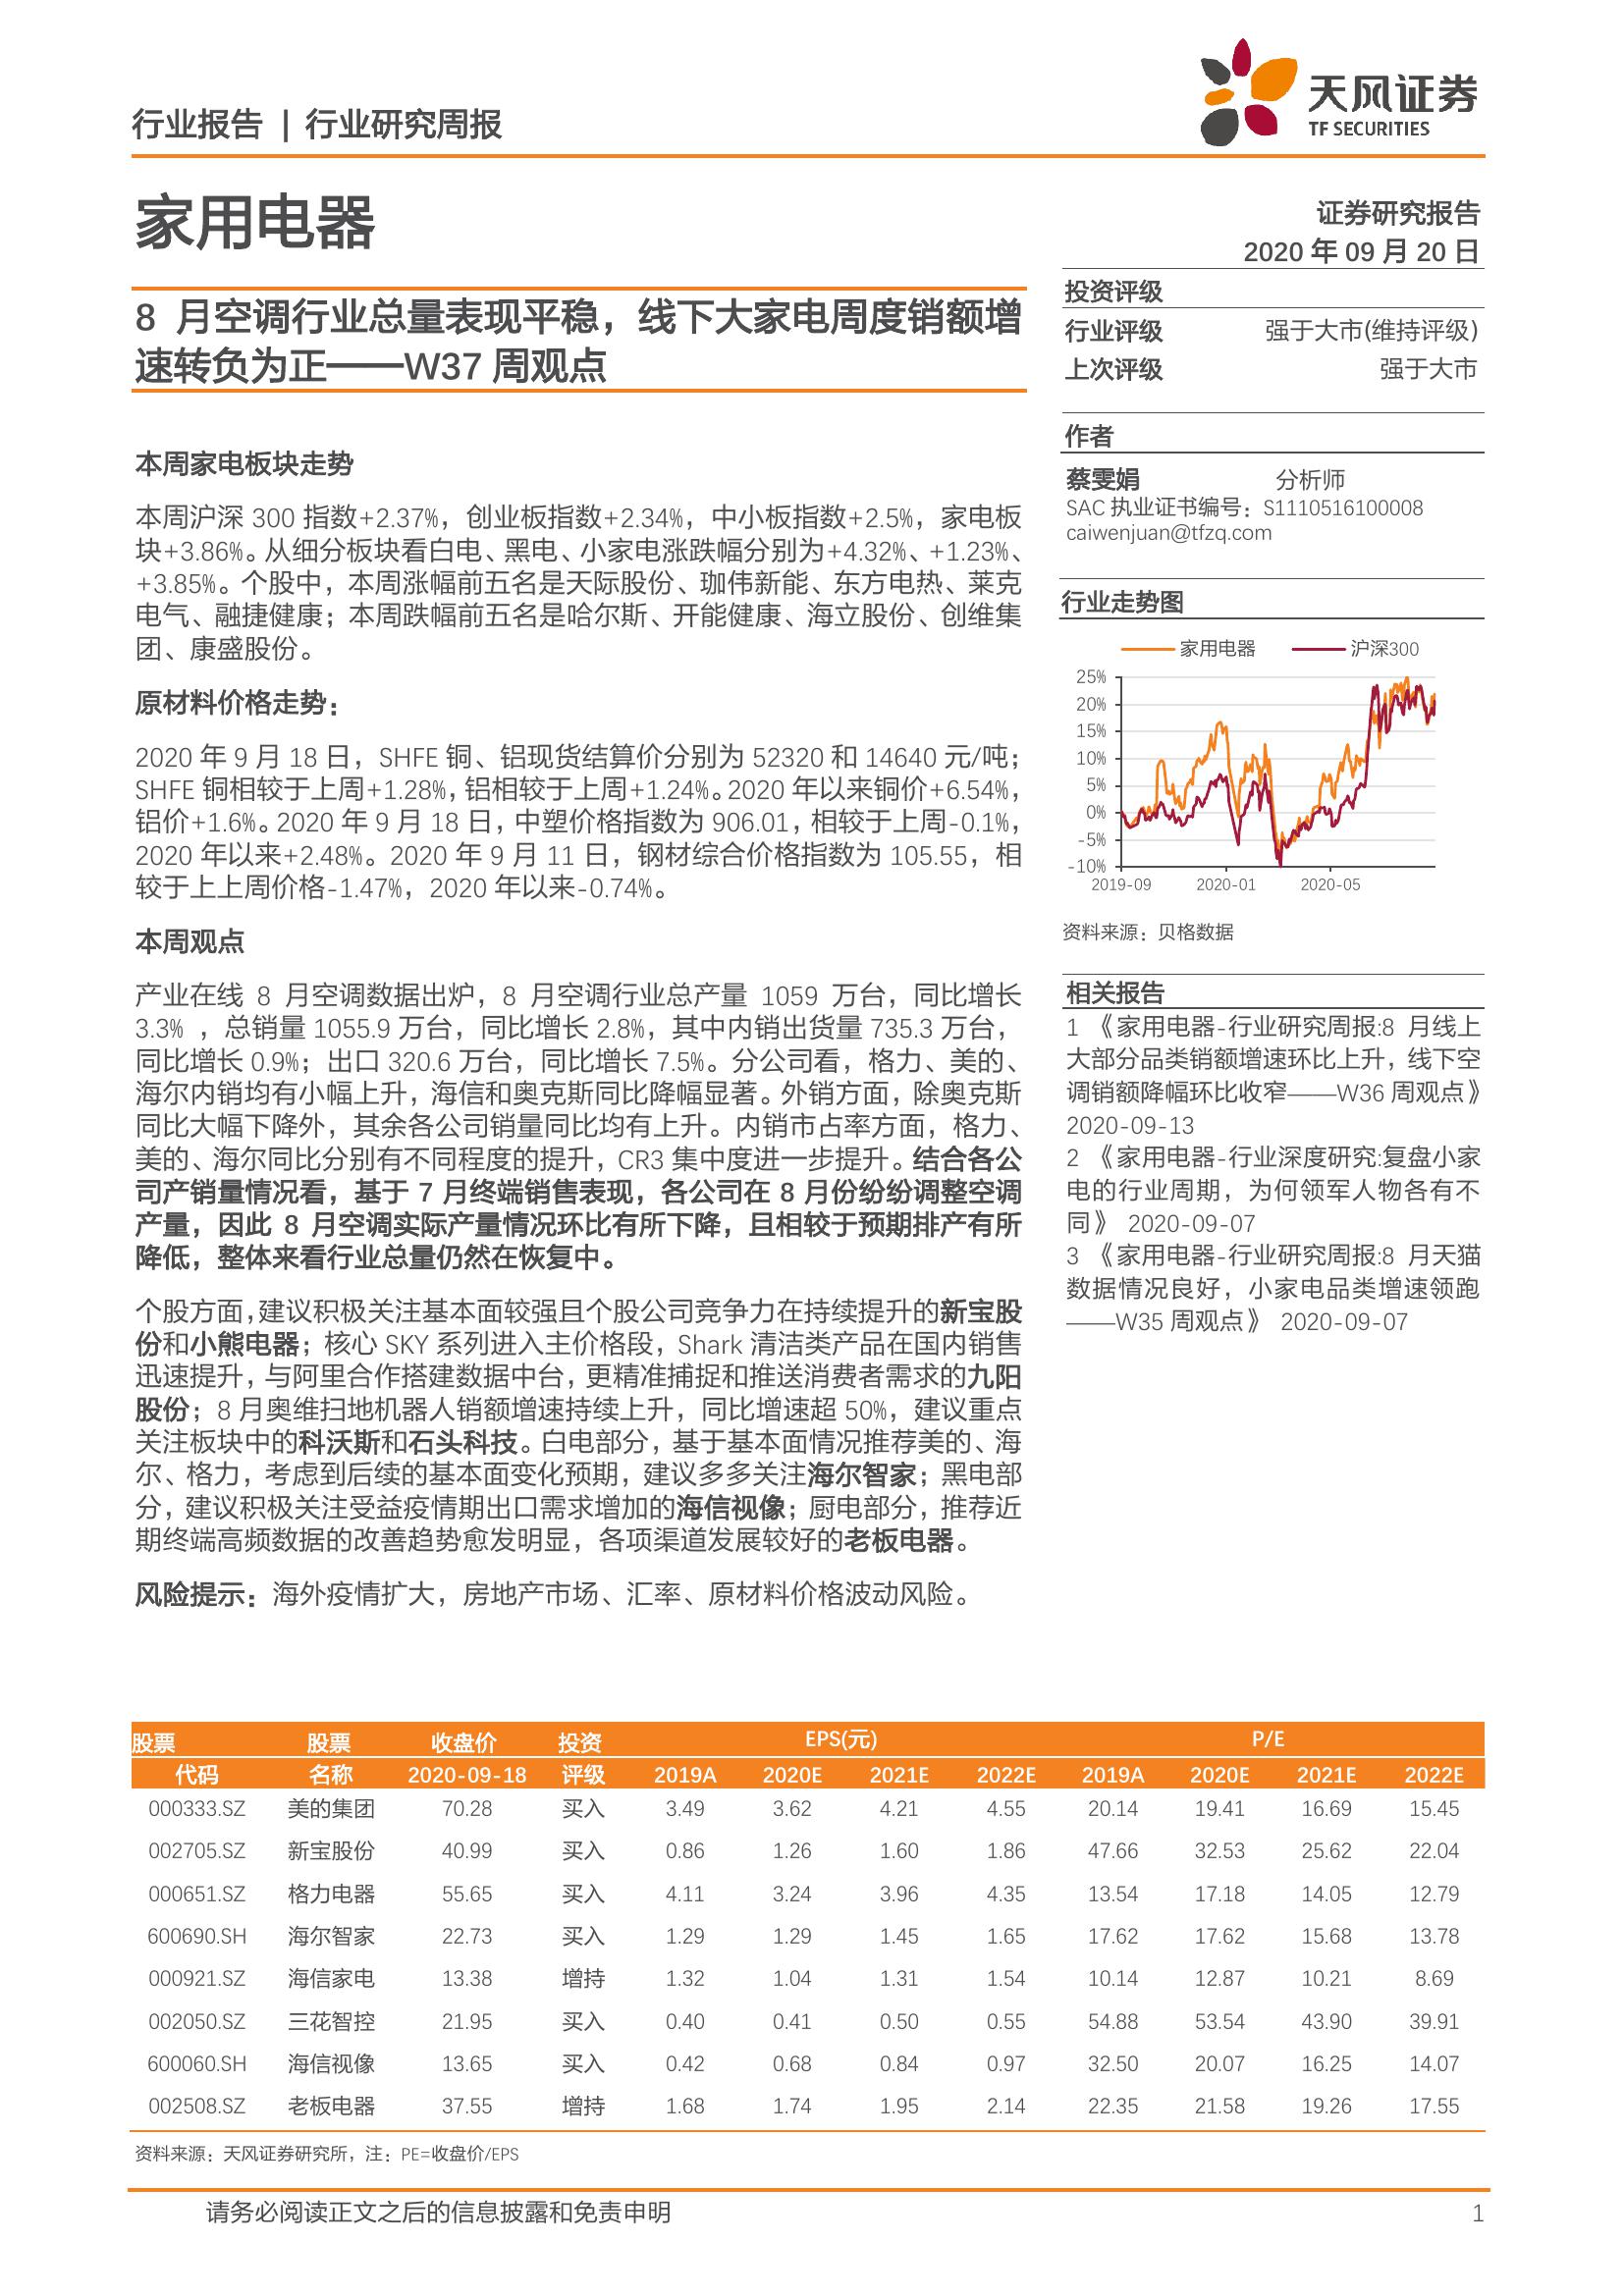 行业报告 | 行业研究周报
天风证券
TF SECURITIES
家用电器
证券研究报告
2020 年 09 月 20 日
8 月空调行业总量表现平稳，线下大家电周度销额增
速转负为正——W37 周观点
投资评级
行业评级 强于大市(维持评级)
上次评级 强于大市
作者
蔡雯娟 分析师
SAC 执业证书编号：S1110516100008
caiwenjuan@tfzq.com
行业走势图
家用电器 沪深300
25%
20%
15%
10%
5%
0%
-5%
-10%
2019-09 2020-01 2020-05
资料来源：贝格数据
相关报告
1 《家用电器-行业研究周报:8 月线上
大部分品类销额增速环比上升，线下空
调销额降幅环比收窄——W36 周观点》
2020-09-13
2 《家用电器-行业深度研究:复盘小家
电的行业周期，为何领军人物各有不
同》 2020-09-07
3 《家用电器-行业研究周报:8 月天猫
数据情况良好，小家电品类增速领跑
——W35 周观点》 2020-09-07
本周家电板块走势
本周沪深 300 指数+2.37%，创业板指数+2.34%，中小板指数+2.5%，家电板
块+3.86%。从细分板块看白电、黑电、小家电涨跌幅分别为+4.32%、+1.23%、
+3.85%。个股中，本周涨幅前五名是天际股份、珈伟新能、东方电热、莱克
电气、融捷健康；本周跌幅前五名是哈尔斯、开能健康、海立股份、创维集
团、康盛股份。
原材料价格走势：
2020 年 9 月 18 日，SHFE 铜、铝现货结算价分别为 52320 和 14640 元/吨；
SHFE 铜相较于上周+1.28%，铝相较于上周+1.24%。2020 年以来铜价+6.54%，
铝价+1.6%。2020 年 9 月 18 日，中塑价格指数为 906.01，相较于上周-0.1%，
2020 年以来+2.48%。2020 年 9 月 11 日，钢材综合价格指数为 105.55，相
较于上上周价格-1.47%，2020 年以来-0.74%。
本周观点
产业在线 8 月空调数据出炉，8 月空调行业总产量 1059 万台，同比增长
3.3% ，总销量 1055.9 万台，同比增长 2.8%，其中内销出货量 735.3 万台，
同比增长 0.9%；出口 320.6 万台，同比增长 7.5%。分公司看，格力、美的、
海尔内销均有小幅上升，海信和奥克斯同比降幅显著。外销方面，除奥克斯
同比大幅下降外，其余各公司销量同比均有上升。内销市占率方面，格力、
美的、海尔同比分别有不同程度的提升，CR3 集中度进一步提升。结合各公
司产销量情况看，基于 7 月终端销售表现，各公司在 8 月份纷纷调整空调
产量，因此 8 月空调实际产量情况环比有所下降，且相较于预期排产有所
降低，整体来看行业总量仍然在恢复中。
个股方面，建议积极关注基本面较强且个股公司竞争力在持续提升的新宝股
份和小熊电器；核心 SKY 系列进入主价格段，Shark 清洁类产品在国内销售
迅速提升，与阿里合作搭建数据中台，更精准捕捉和推送消费者需求的九阳
股份；8 月奥维扫地机器人销额增速持续上升，同比增速超 50%，建议重点
关注板块中的科沃斯和石头科技。白电部分，基于基本面情况推荐美的、海
尔、格力，考虑到后续的基本面变化预期，建议多多关注海尔智家；黑电部
分，建议积极关注受益疫情期出口需求增加的海信视像；厨电部分，推荐近
期终端高频数据的改善趋势愈发明显，各项渠道发展较好的老板电器。
风险提示：海外疫情扩大，房地产市场、汇率、原材料价格波动风险。
股票 股票 收盘价 投资 EPS(元) P/E
代码 名称 2020-09-18 评级 2019A 2020E 2021E 2022E 2019A 2020E 2021E 2022E
000333.SZ 美的集团 70.28 买入 3.49 3.62 4.21 4.55 20.14 19.41 16.69 15.45
002705.SZ 新宝股份 40.99 买入 0.86 1.26 1.60 1.86 47.66 32.53 25.62 22.04
000651.SZ 格力电器 55.65 买入 4.11 3.24 3.96 4.35 13.54 17.18 14.05 12.79
600690.SH 海尔智家 22.73 买入 1.29 1.29 1.45 1.65 17.62 17.62 15.68 13.78
000921.SZ 海信家电 13.38 增持 1.32 1.04 1.31 1.54 10.14 12.87 10.21 8.69
002050.SZ 三花智控 21.95 买入 0.40 0.41 0.50 0.55 54.88 53.54 43.90 39.91
600060.SH 海信视像 13.65 买入 0.42 0.68 0.84 0.97 32.50 20.07 16.25 14.07
002508.SZ 老板电器 37.55 增持 1.68 1.74 1.95 2.14 22.35 21.58 19.26 17.55
资料来源：天风证券研究所，注：PE=收盘价/EPS
请务必阅读正文之后的信息披露和免责申明 1